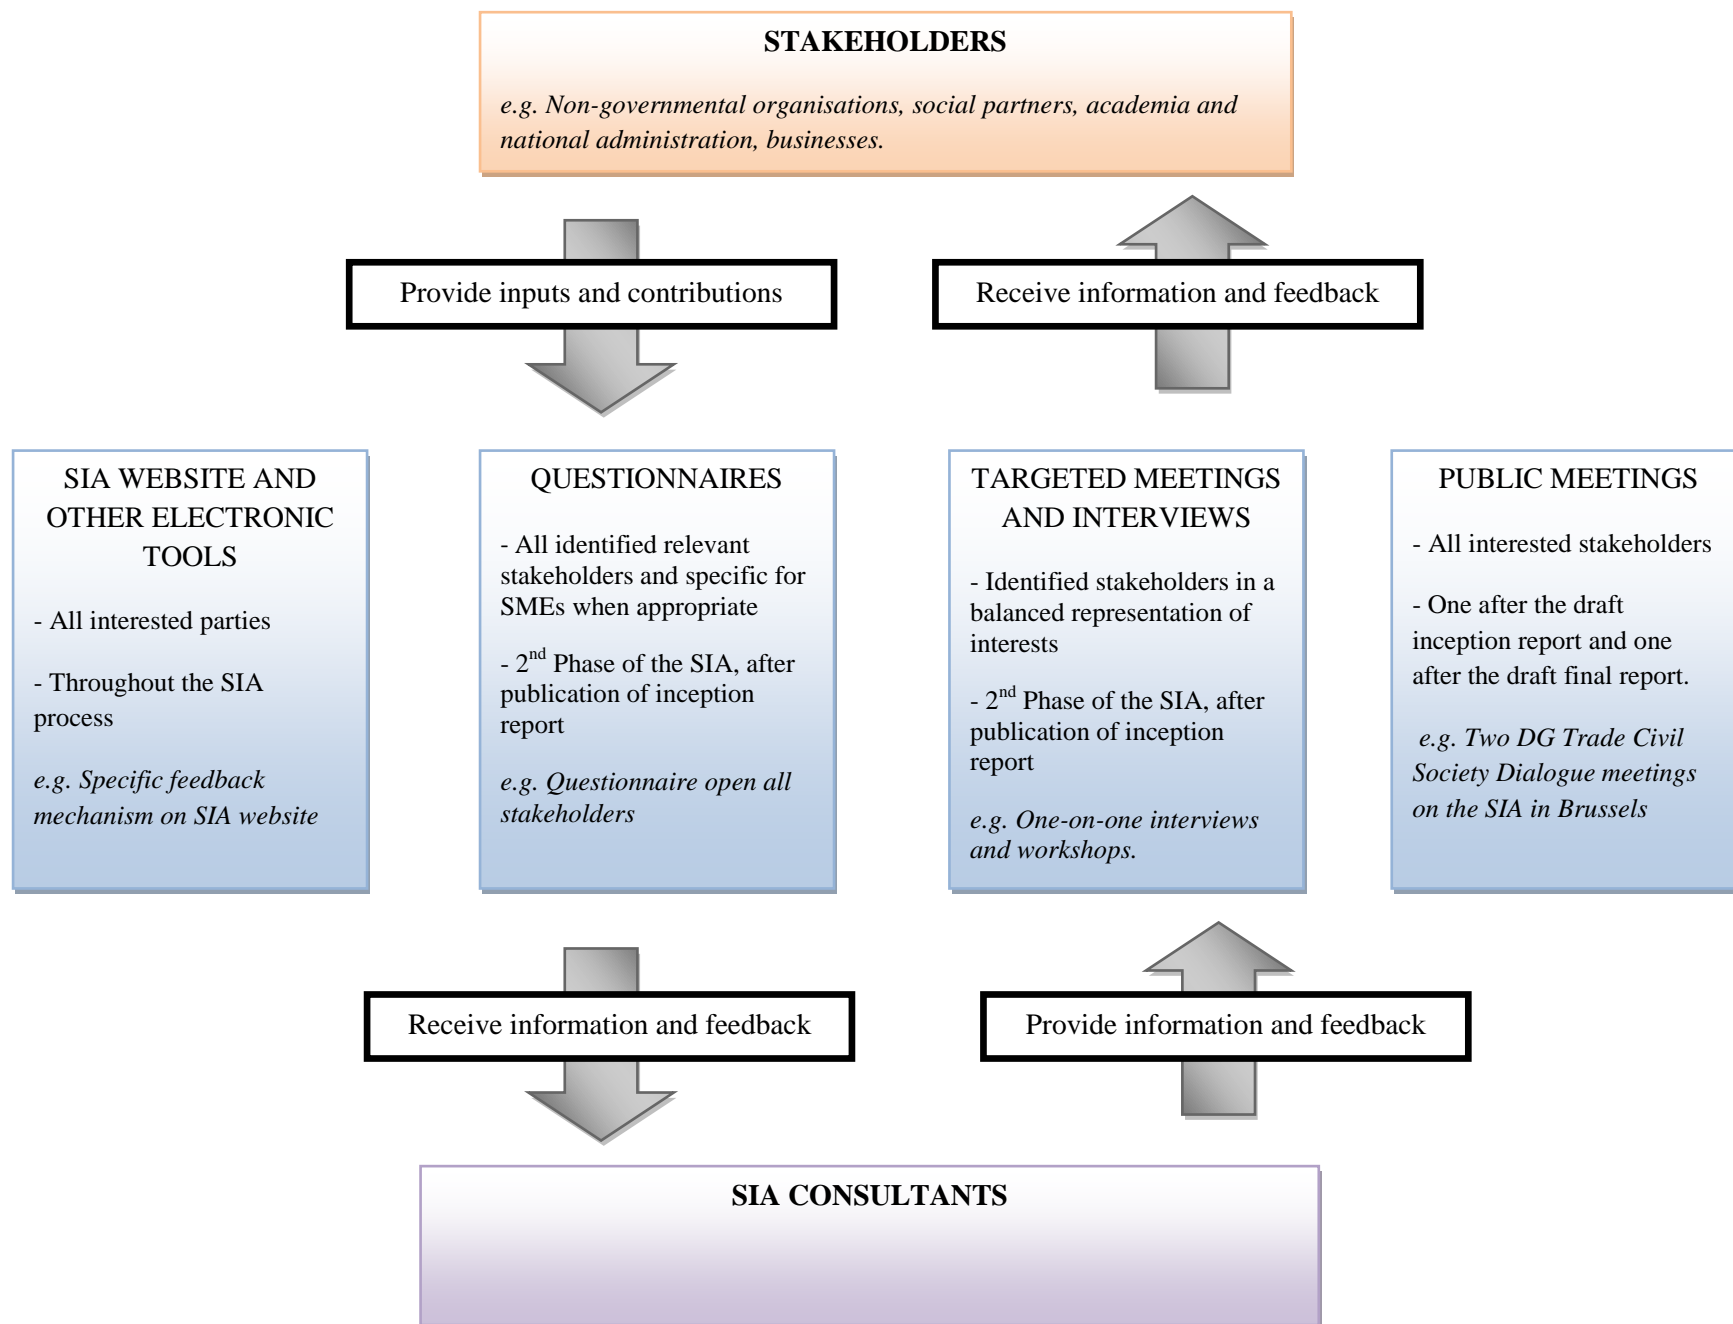 STAKEHOLDERS
e.g. Non-governmental organisations, social partners, academia and
national administration, businesses.
Provide inputs and contributions
Receive information and feedback
SIA WEBSITE AND
OTHER ELECTRONIC
TOOLS
- All interested parties
- Throughout the SIA
process
e.g. Specific feedback
mechanism on SIA website
QUESTIONNAIRES
- All identified relevant
stakeholders and specific for
SMEs when appropriate
- 2nd Phase of the SIA, after
publication of inception
report
e.g. Questionnaire open all
stakeholders
TARGETED MEETINGS
AND INTERVIEWS
- Identified stakeholders in a
balanced representation of
interests
- 2nd Phase of the SIA, after
publication of inception
report
e.g. One-on-one interviews
and workshops.
PUBLIC MEETINGS
- All interested stakeholders
- One after the draft
inception report and one
after the draft final report.
e.g. Two DG Trade Civil
Society Dialogue meetings
on the SIA in Brussels
Receive information and feedback
Provide information and feedback
SIA CONSULTANTS